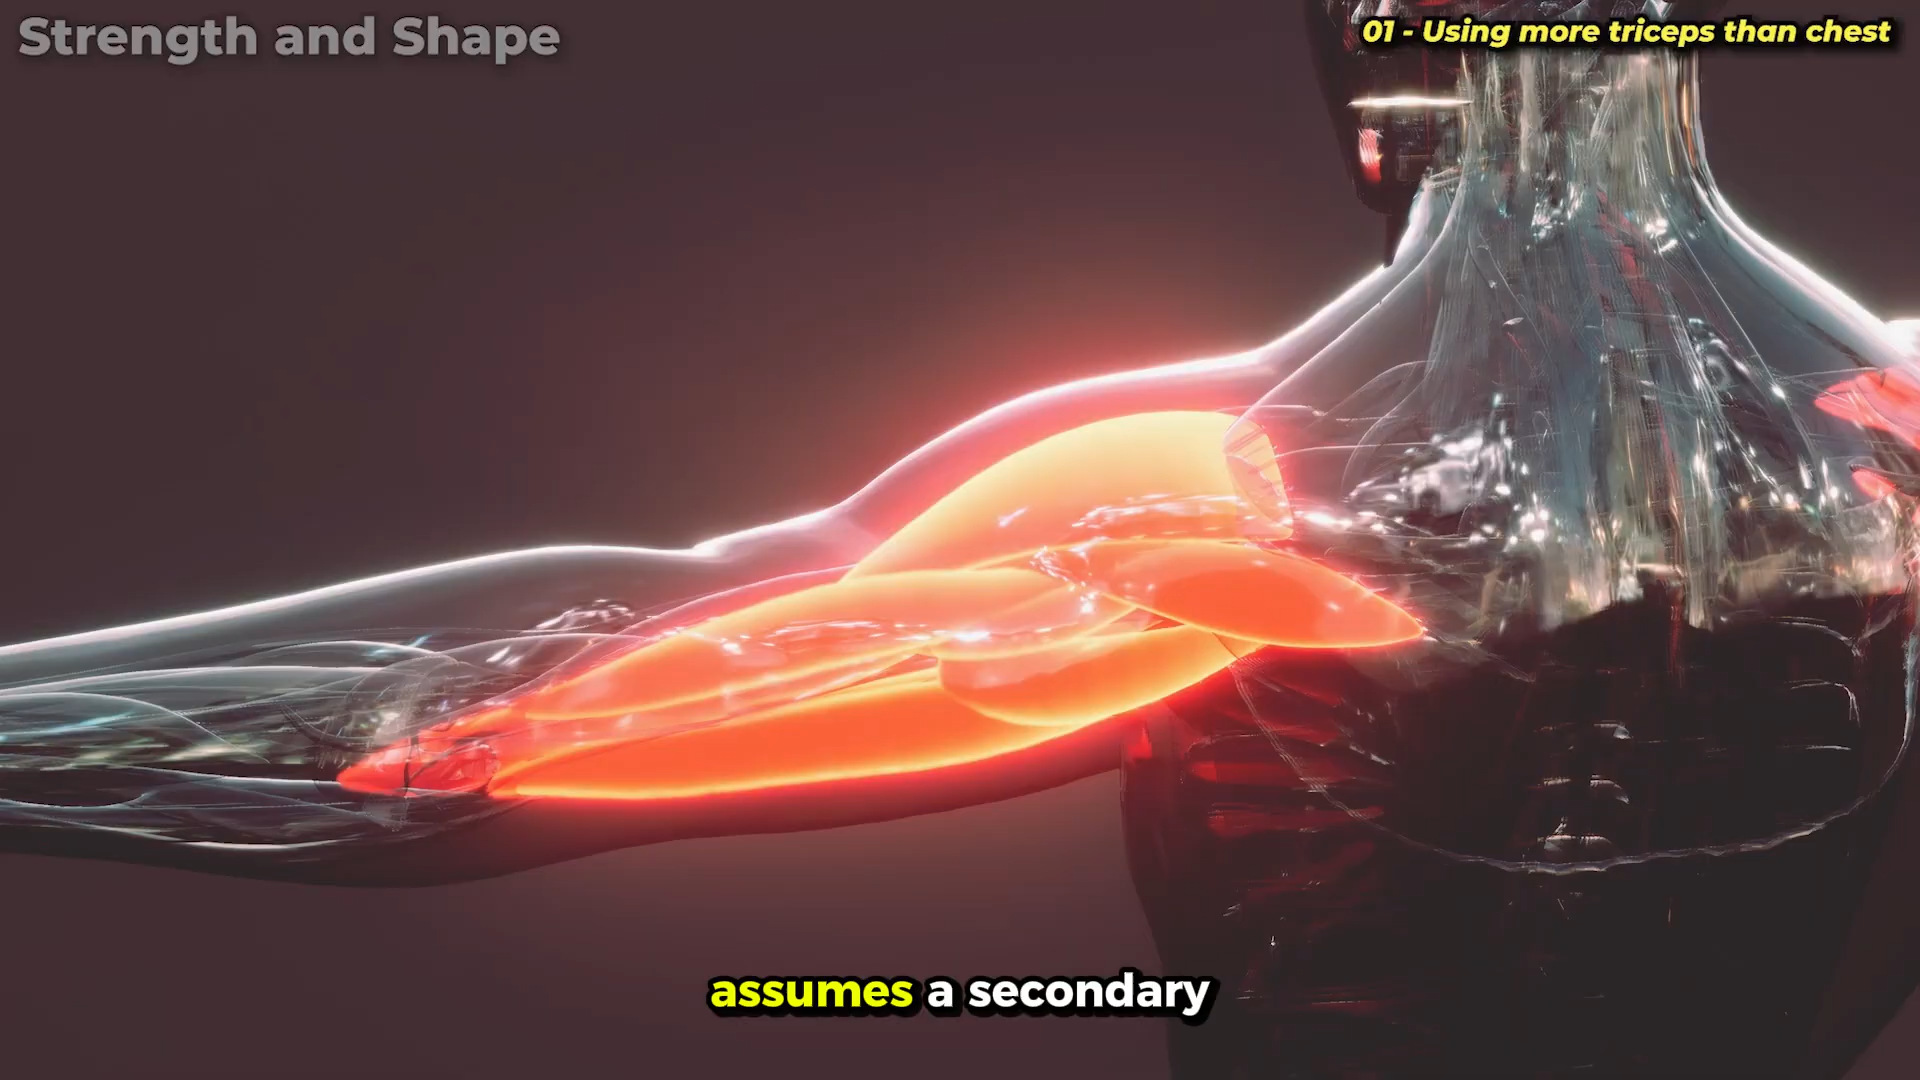 Strength and Shape
01 - Using more triceps than chest
assumes a secondary